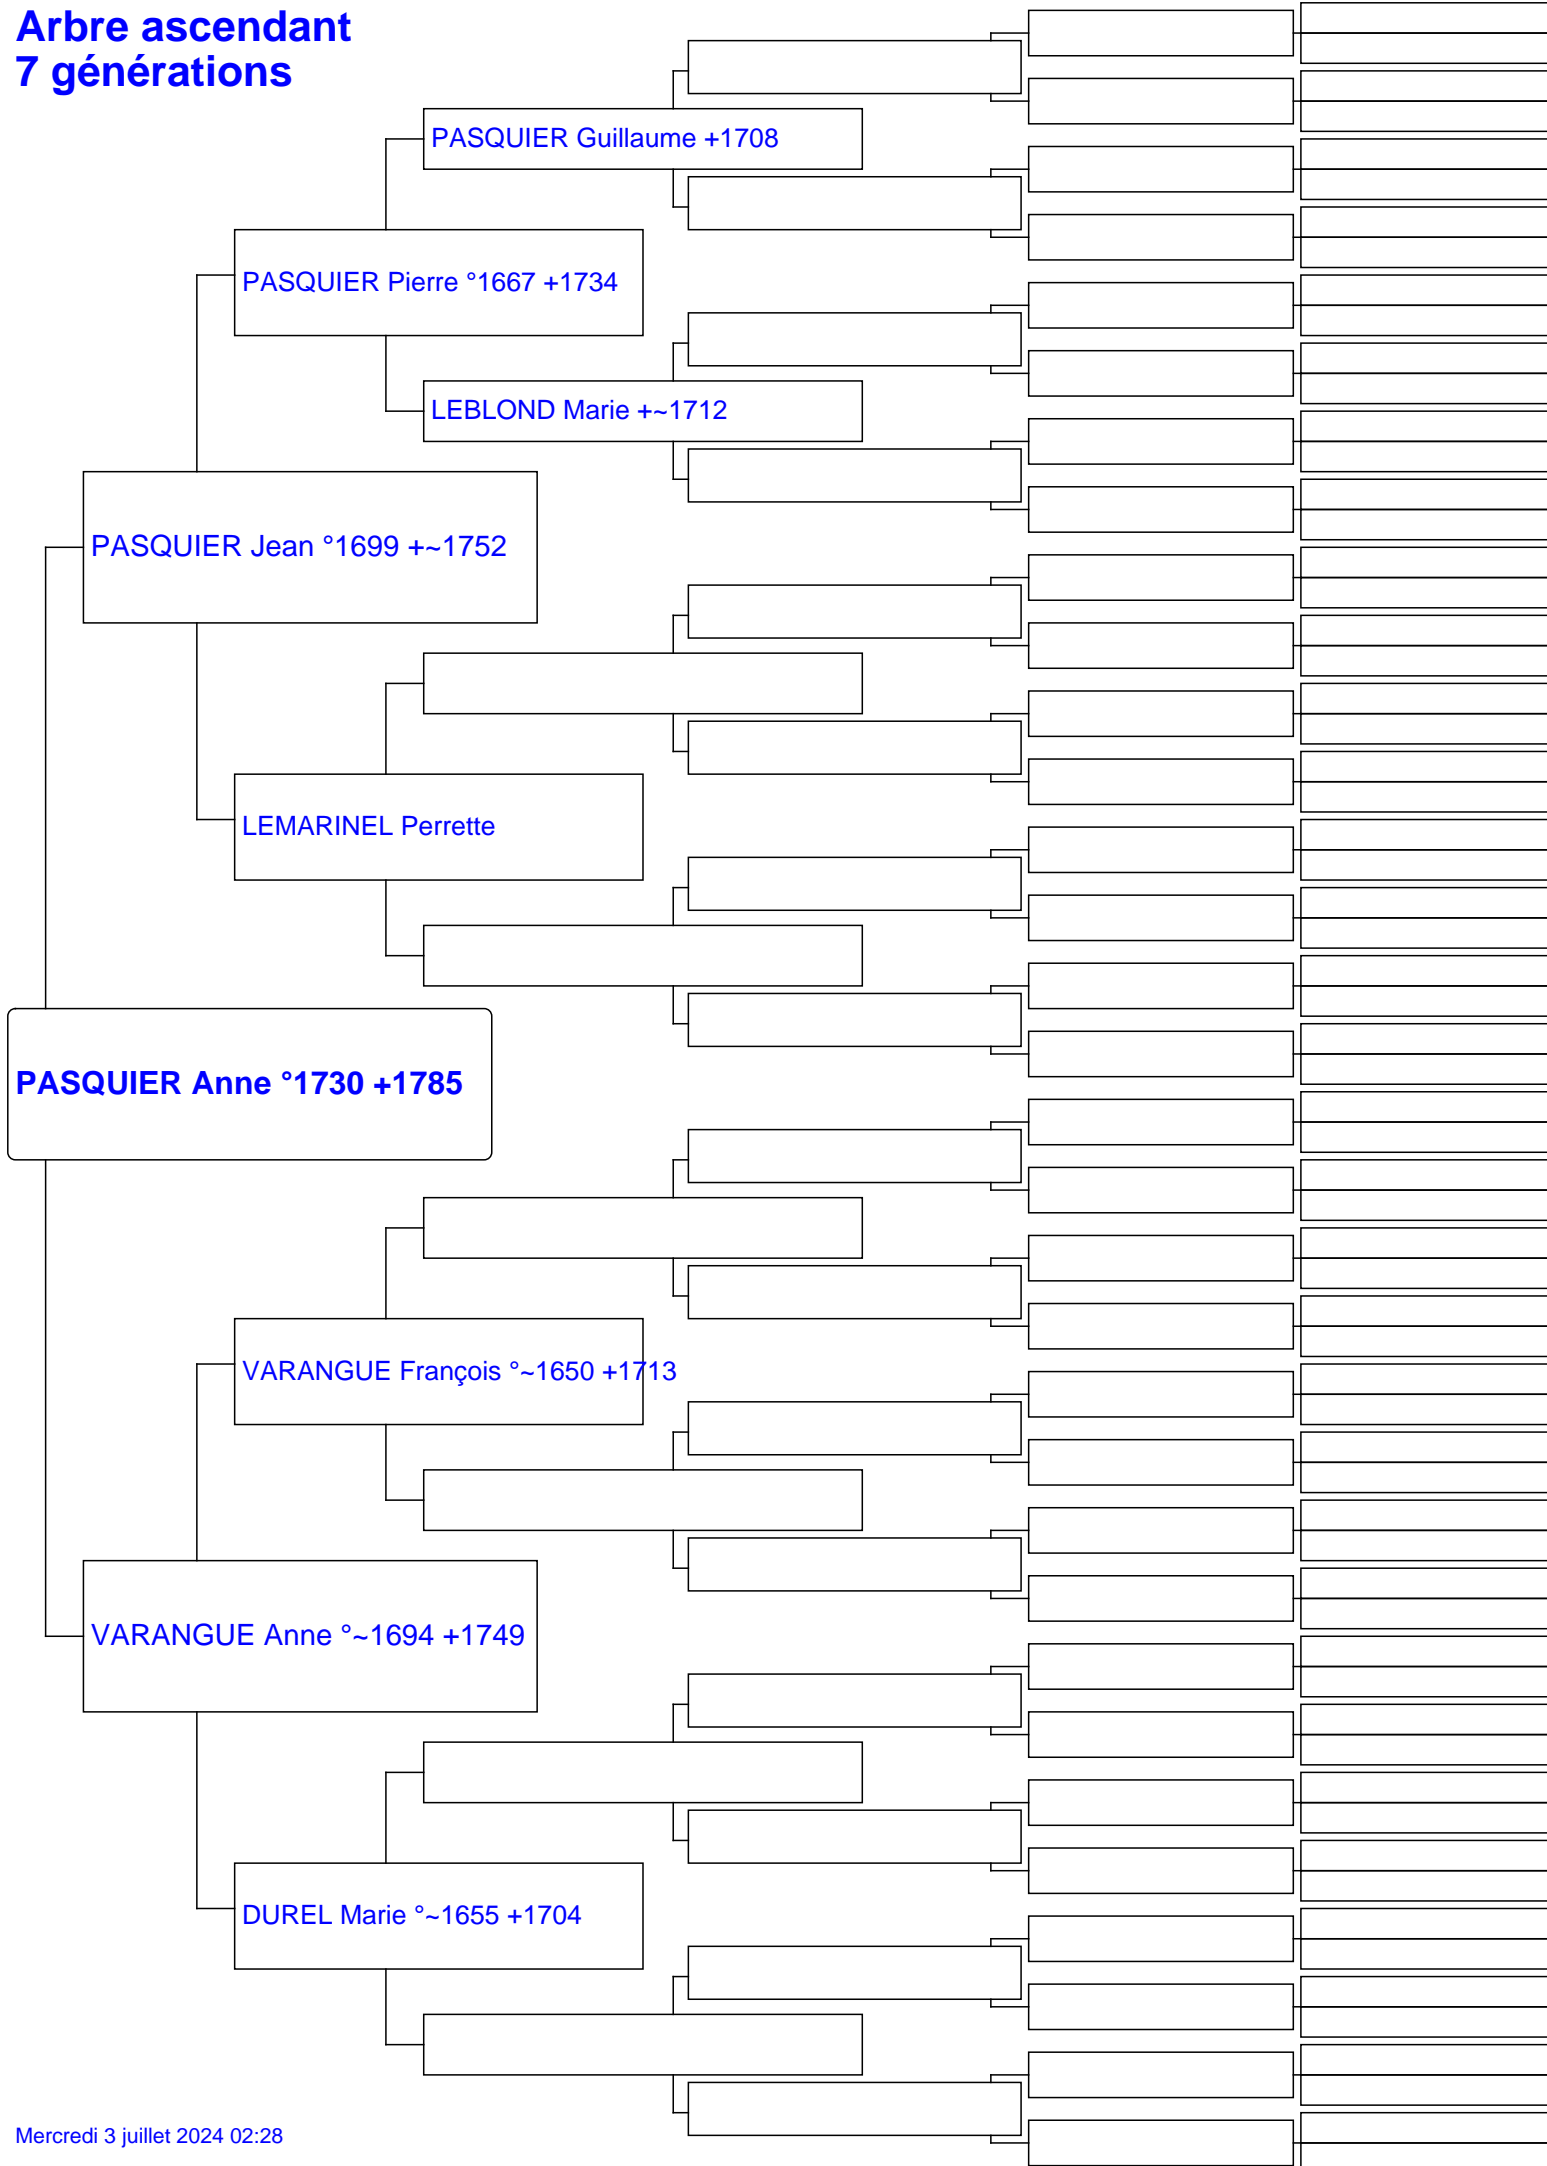 Arbre ascendant
7 générations
PASQUIER Guillaume +1708
PASQUIER Pierre °1667 +1734
LEBLOND Marie +~1712
PASQUIER Jean °1699 +~1752
LEMARINEL Perrette
PASQUIER Anne °1730 +1785
VARANGUE François °~1650 +1713
VARANGUE Anne °~1694 +1749
DUREL Marie °~1655 +1704
Mercredi 3 juillet 2024 02:28